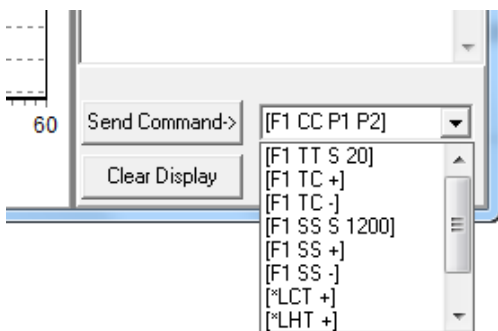 60
Send Command->
[F1 CC P1 P2]
Clear Display
[F1 TT S 20]
[F1 TC +]
[F1 TC -]
[F1 SS S 1200]
[F1 SS +]
[F1 SS -]
[*LCT +]
[*LHT +]